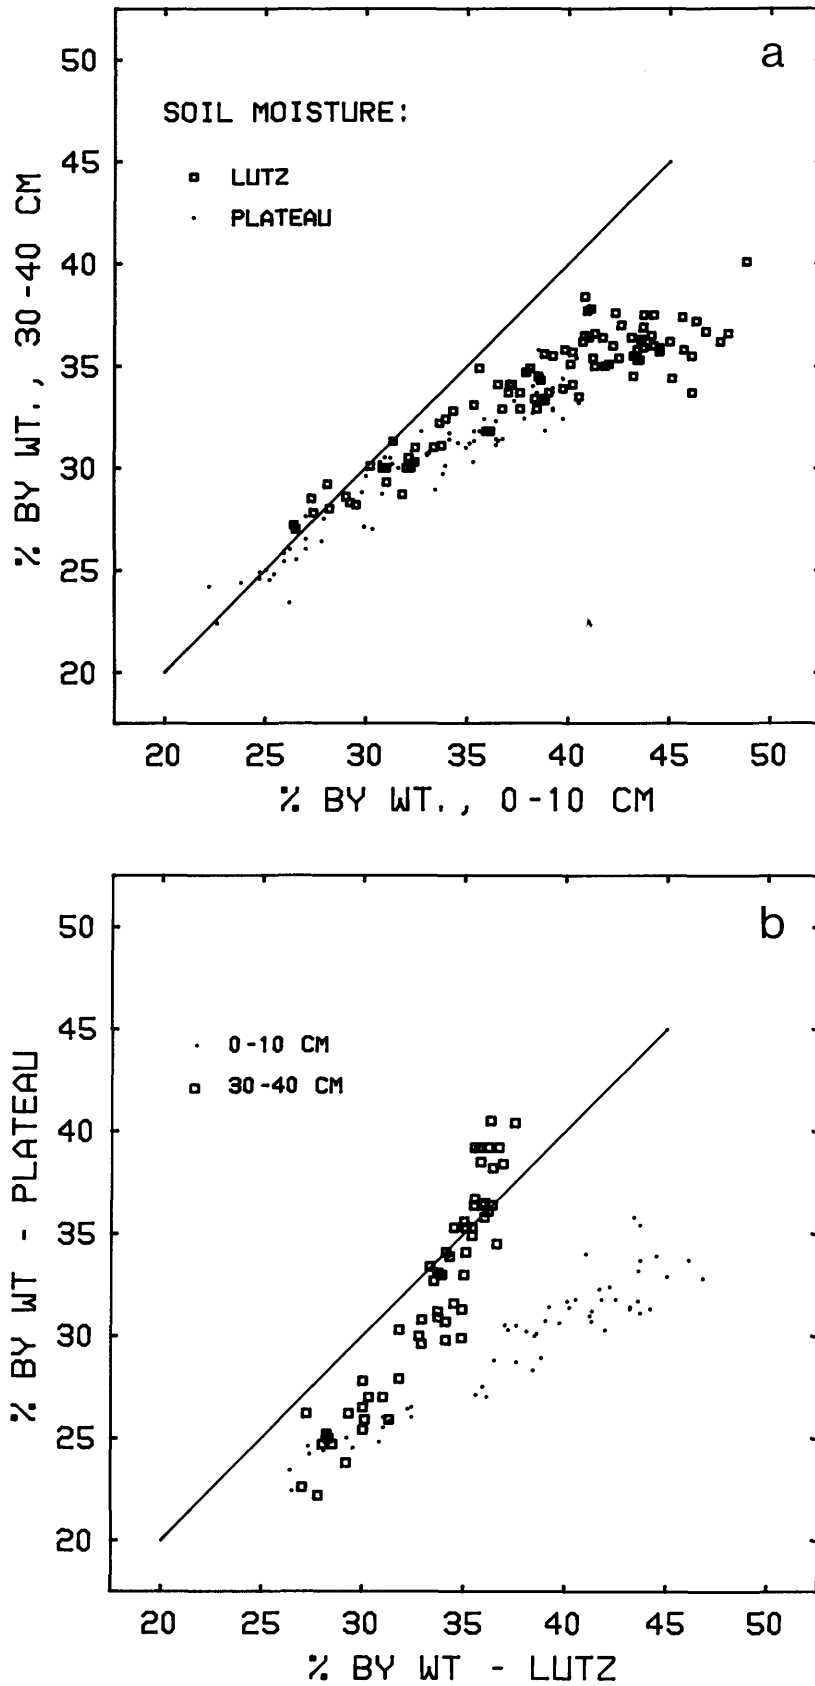 a
50
SOIL MOISTURE:
LUTZ
PLATEAU
45
40
35
30
25
20
% BY WT., 30-40 CM
20 25 30 35 40 45 50
% BY WT., 0-10 CM
b
50
0-10 CM
30-40 CM
45
40
35
30
25
20
% BY WT - PLATEAU
20 25 30 35 40 45 50
% BY WT - LUTZ